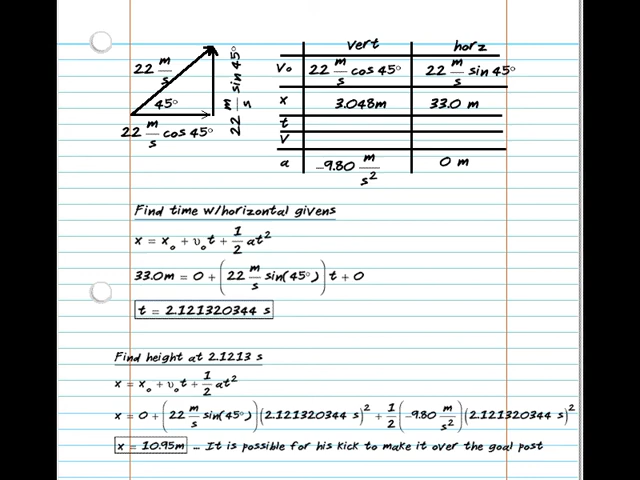 vert horz
22 m/s
45°
22 m/s cos 45°
22 m/s sin 45°
Vo 22 m/s cos 45° 22 m/s sin 45°
x 3.048m 33.0 m
t
V
a -9.80 m/s² 0 m
Find time w/horizontal givens
x = x₀ + υ₀t + 1/2 at²
33.0m = 0 + (22 m/s sin(45°)) t + 0
t = 2.121320344 s
Find height at 2.1213 s
x = x₀ + υ₀t + 1/2 at²
x = 0 + (22 m/s sin(45°))(2.121320344 s)² + 1/2 (-9.80 m/s²)(2.121320344 s)²
x = 10.95m ... It is possible for his kick to make it over the goal post